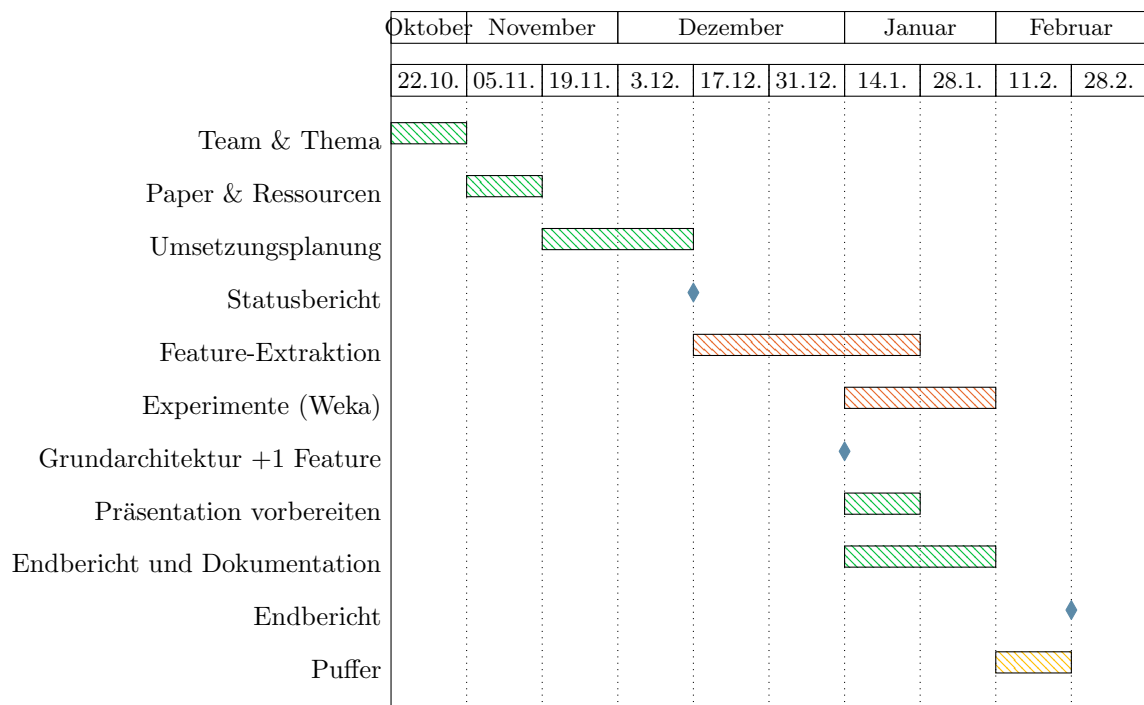 Oktober November Dezember Januar Februar
22.10. 05.11. 19.11. 3.12. 17.12. 31.12. 14.1. 28.1. 11.2. 28.2.
Team & Thema
Paper & Ressourcen
Umsetzungsplanung
Statusbericht
Feature-Extraktion
Experimente (Weka)
Grundarchitektur +1 Feature
Präsentation vorbereiten
Endbericht und Dokumentation
Endbericht
Puffer